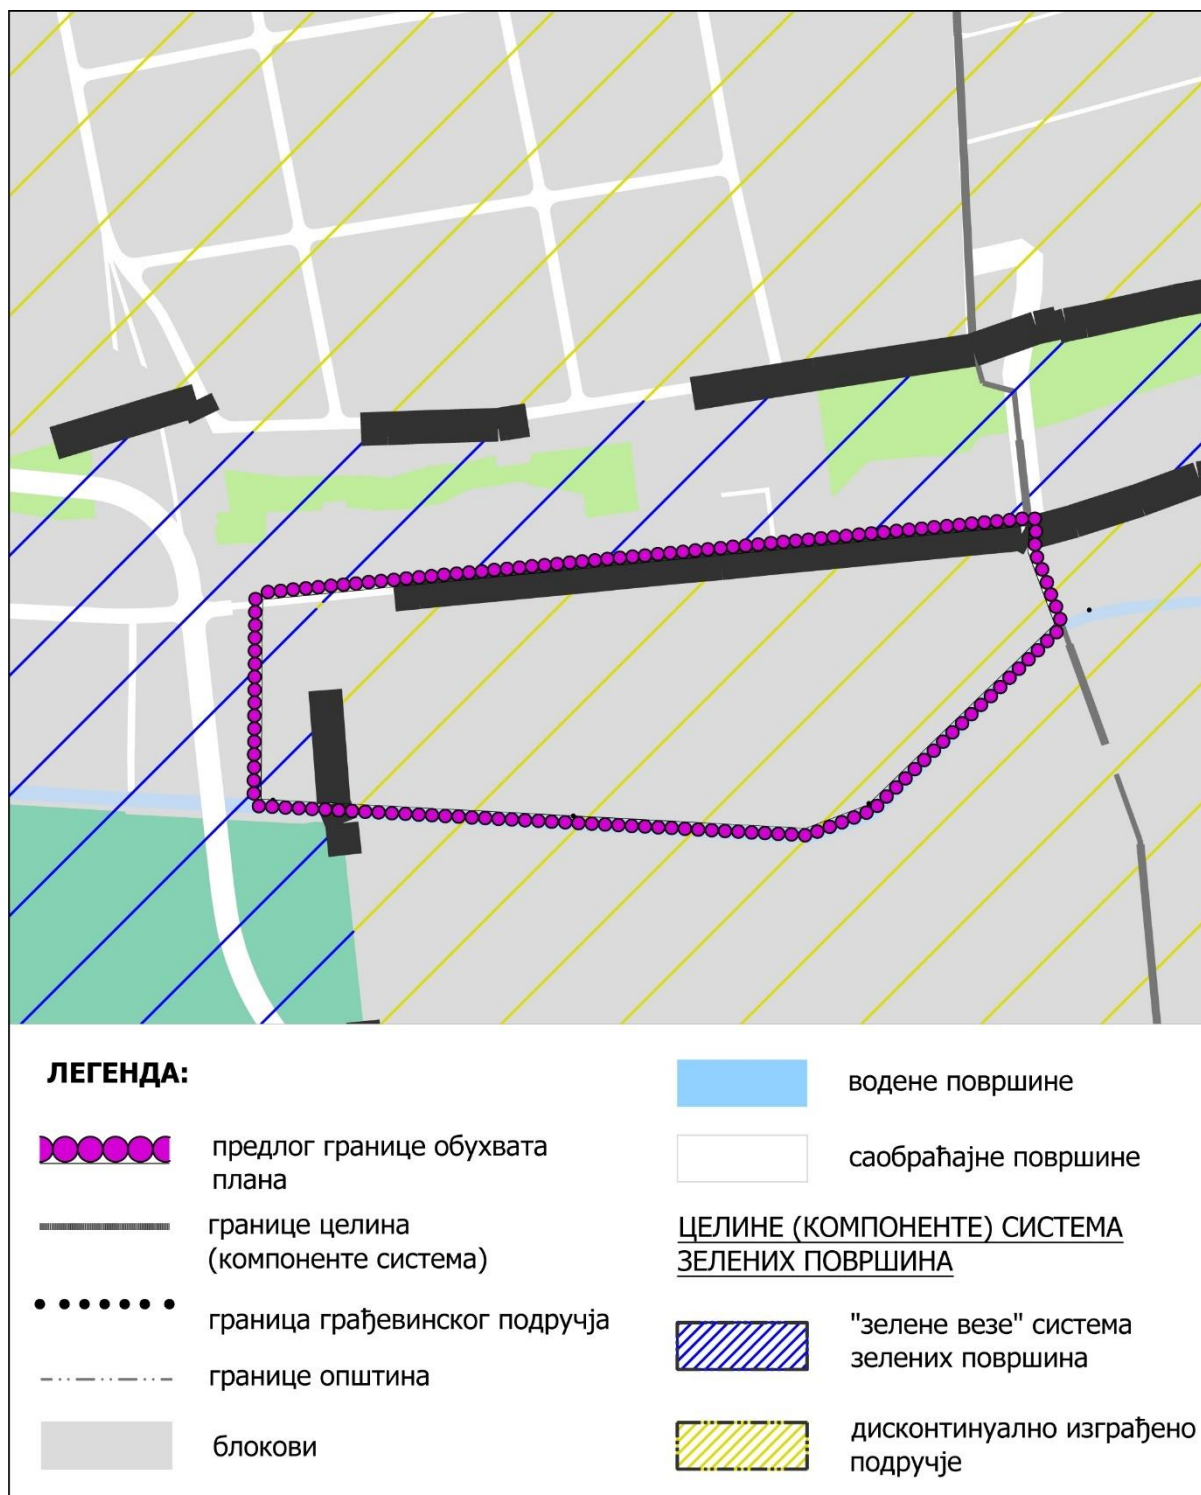 ЛЕГЕНДА:
предлог границе обухвата
плана
границе целина
(компоненте система)
граница грађевинског подручја
границе општина
блокови
водене површине
саобраћајне површине
ЦЕЛИНЕ (КОМПОНЕНТЕ) СИСТЕМА
ЗЕЛЕНИХ ПОВРШИНА
"зелене везе" система
зелених површина
дисконтинуално изграђено
подручје